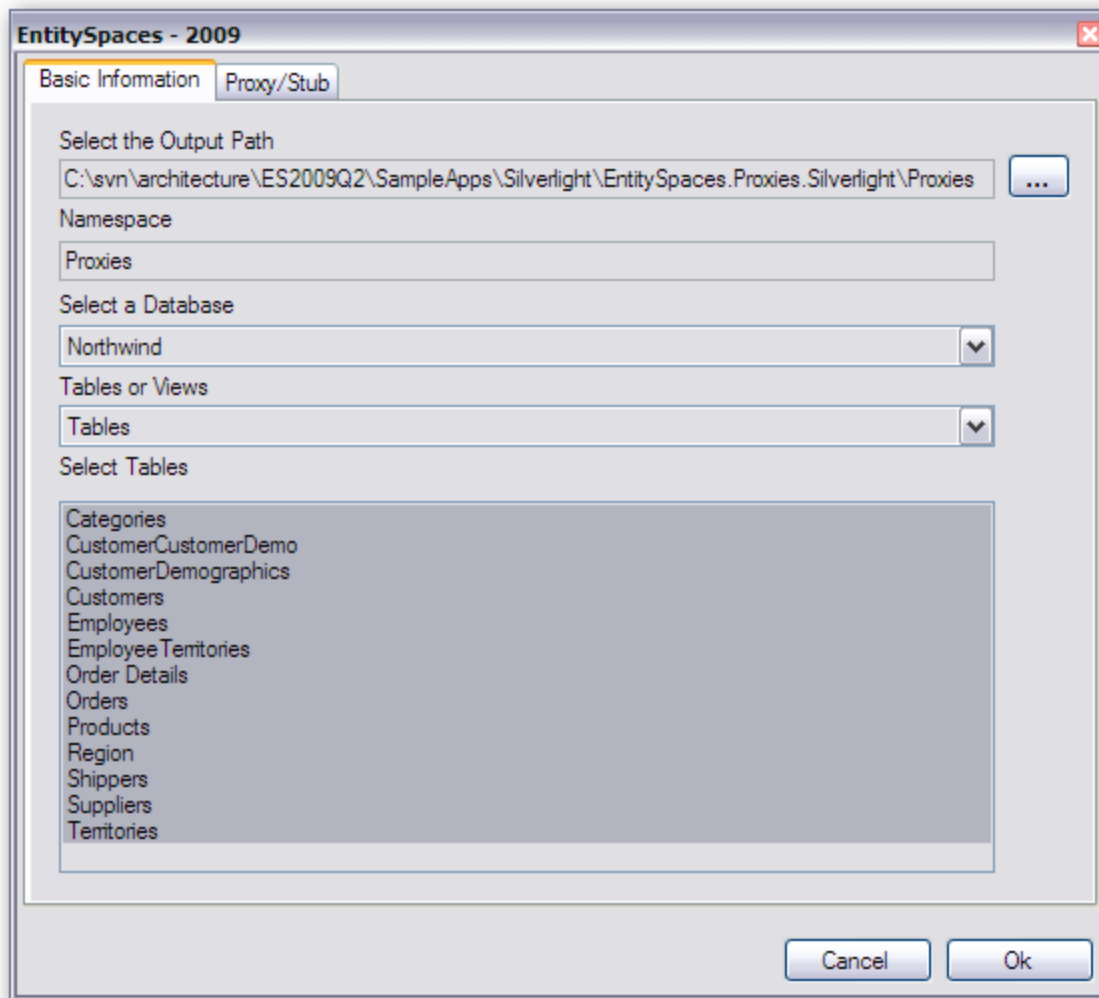 EntitySpaces - 2009
Basic Information
Proxy/Stub
Select the Output Path
C:\svn\architecture\ES2009Q2\SampleApps\Silverlight\EntitySpaces.Proxies.Silverlight\Proxies
...
Namespace
Proxies
Select a Database
Northwind
Tables or Views
Tables
Select Tables
Categories
CustomerCustomerDemo
CustomerDemographics
Customers
Employees
EmployeeTerritories
Order Details
Orders
Products
Region
Shippers
Suppliers
Territories
Cancel
Ok